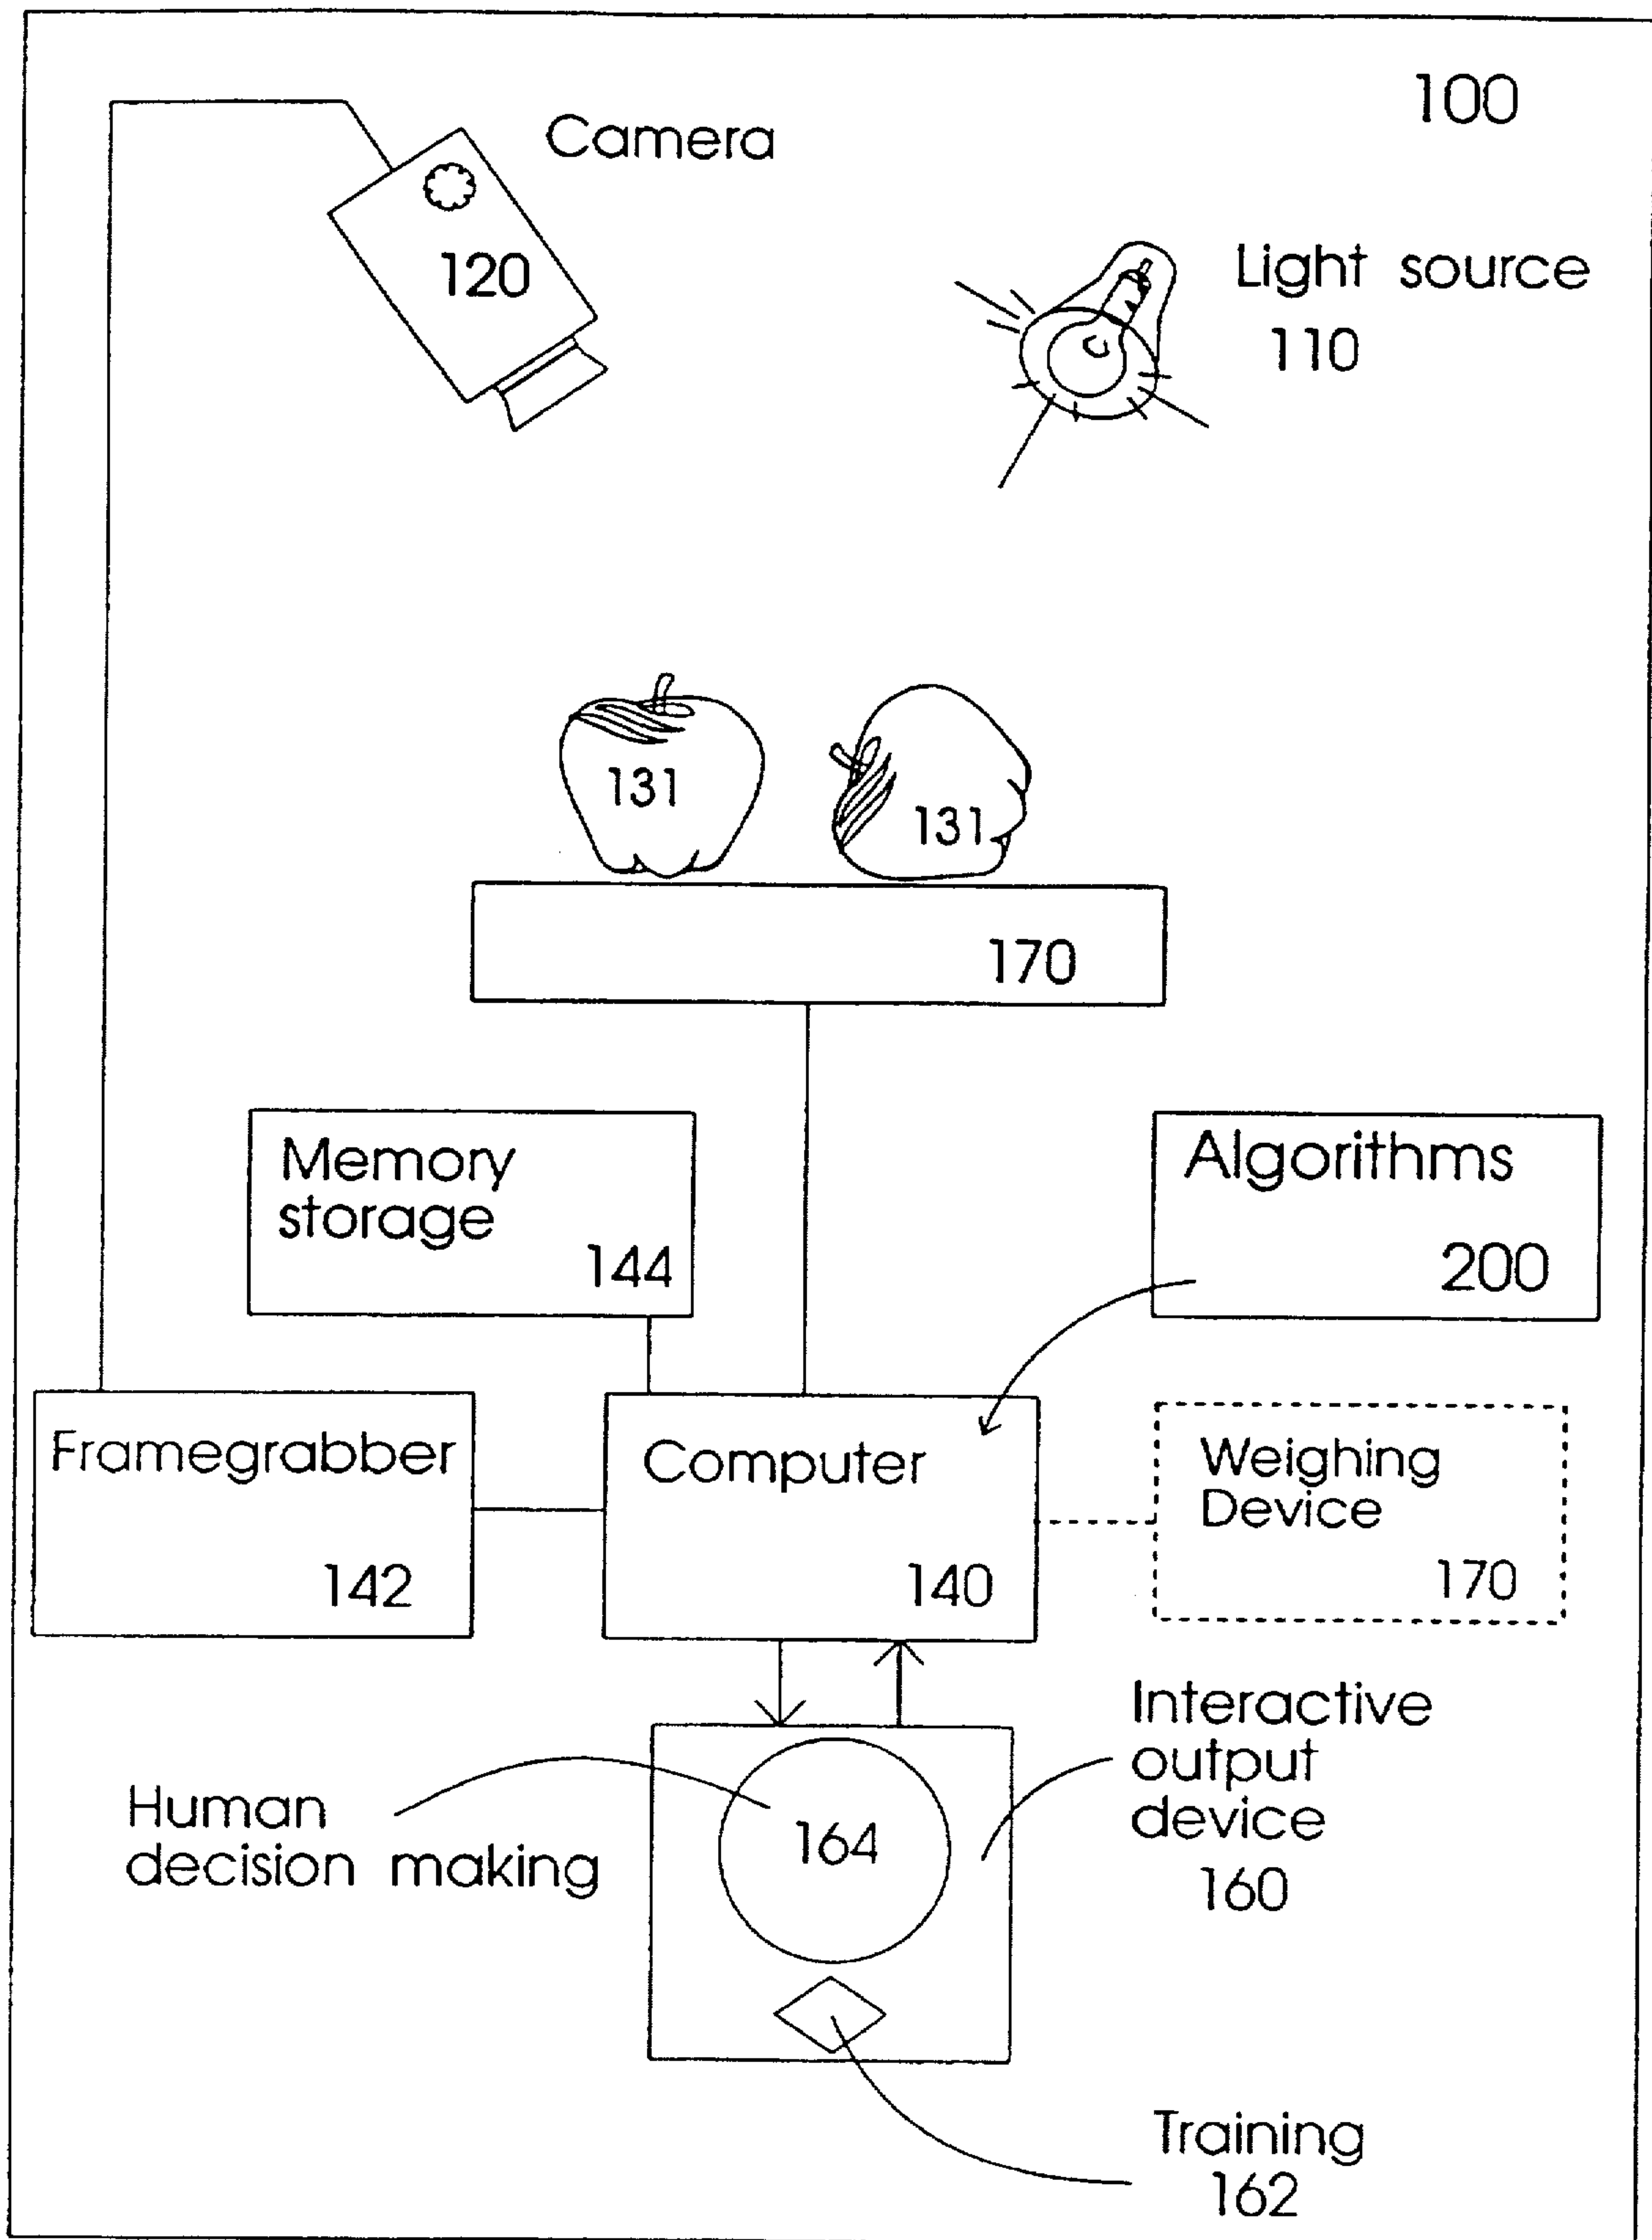 100
Camera
120
Light source
110
131
131
170
Memory
storage
144
Algorithms
200
Framegrabber
142
Computer
140
Weighing
Device
170
Human
decision making
164
Interactive
output
device
160
Training
162